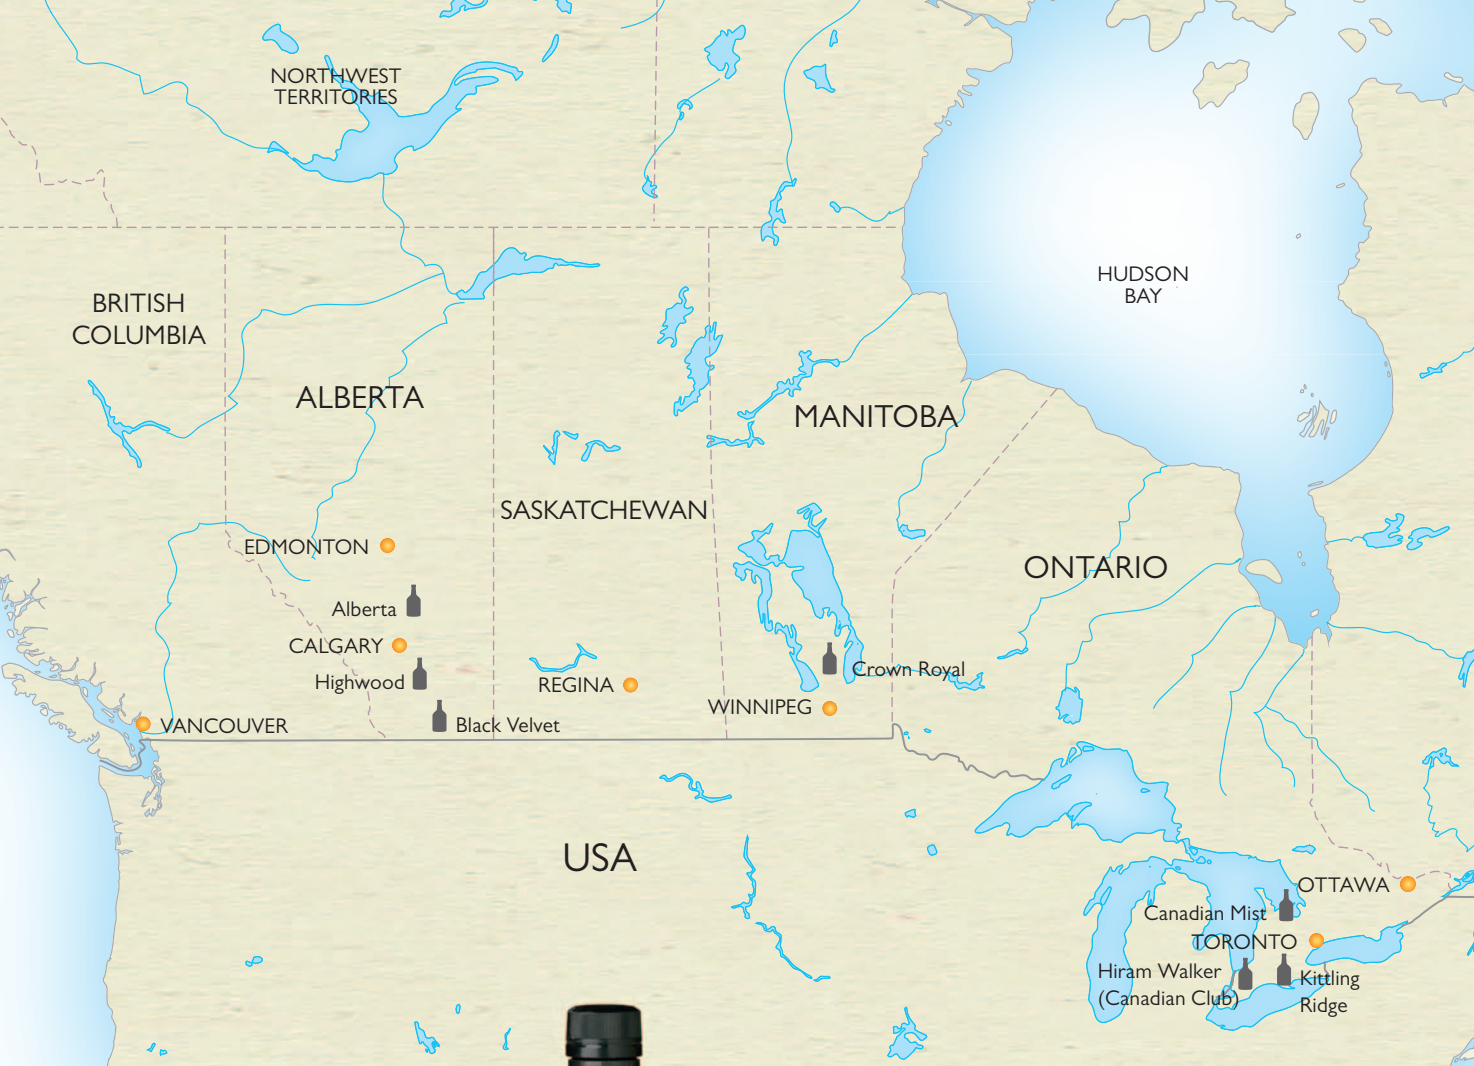 NORTHWEST
TERRITORIES
HUDSON
BAY
BRITISH
COLUMBIA
ALBERTA
MANITOBA
SASKATCHEWAN
EDMONTON
ONTARIO
Alberta
CALGARY
Highwood
REGINA
Crown Royal
WINNIPEG
VANCOUVER
Black Velvet
USA
OTTAWA
Canadian Mist
TORONTO
Hiram Walker
(Canadian Club)
Kittling
Ridge